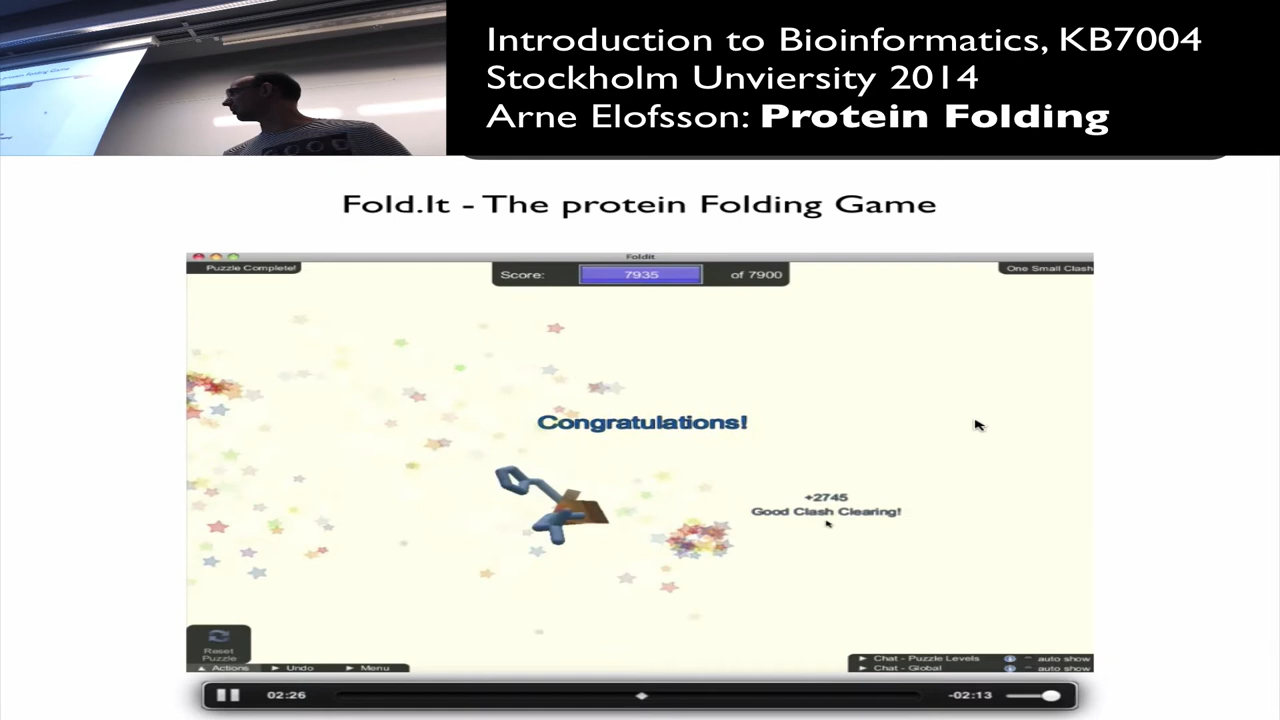 Introduction to Bioinformatics, KB7004
Stockholm Unviersity 2014
Arne Elofsson: Protein Folding
Fold.It - The protein Folding Game
Foldit
Puzzle Complete!
Score: 7935 of 7900
One Small Clash
Congratulations!
+2745
Good Clash Clearing!
Reset
Puzzle
Actions
Undo
Menu
Chat - Puzzle Levels
auto show
Chat - Global
auto show
02:26
-02:13